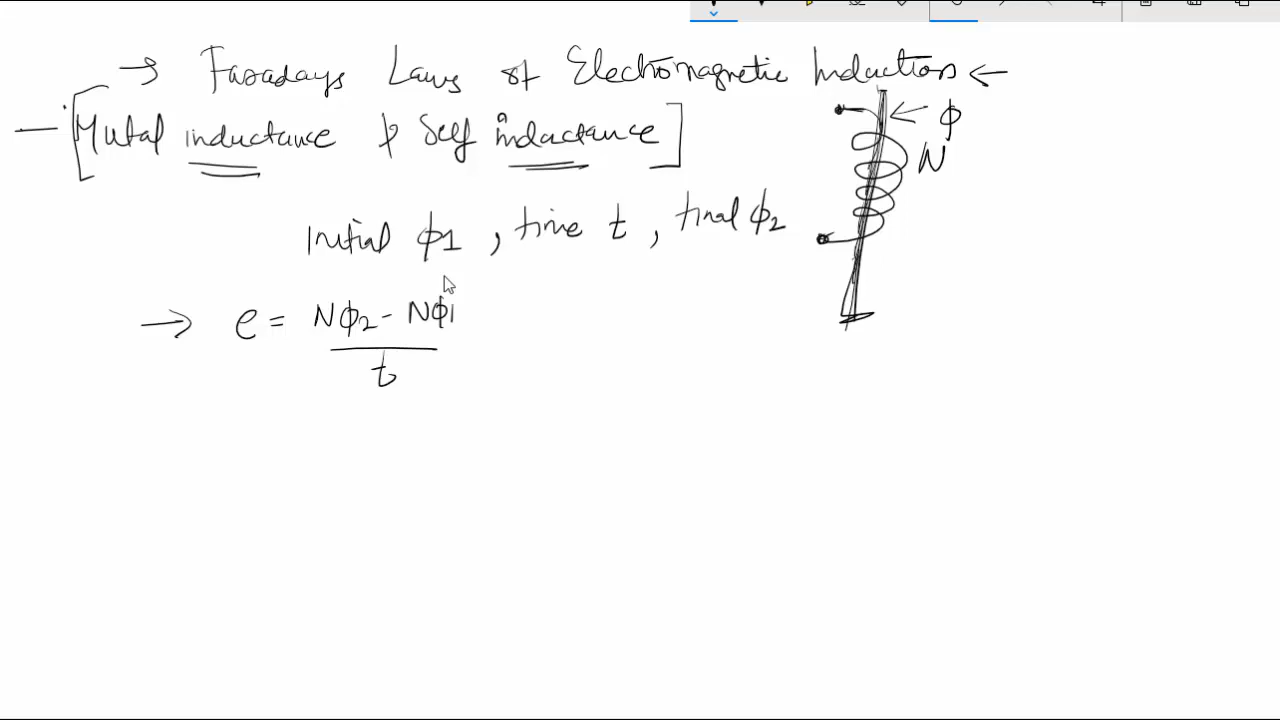 → Faradays Laws of Electromagnetic Induction ←
[Mutal inductance & Self inductance]
← ϕ
N
Initial ϕ1, time t, final ϕ2
→ e = Nϕ2 - Nϕ1
t